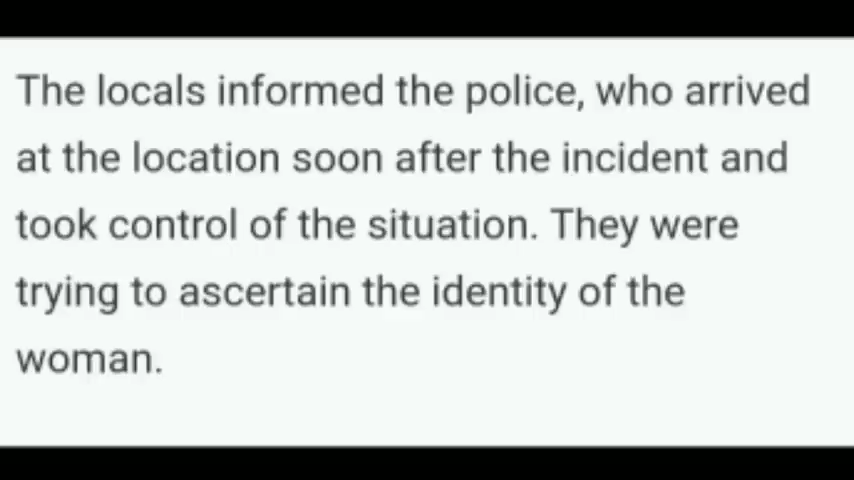 The locals informed the police, who arrived
at the location soon after the incident and
took control of the situation. They were
trying to ascertain the identity of the
woman.